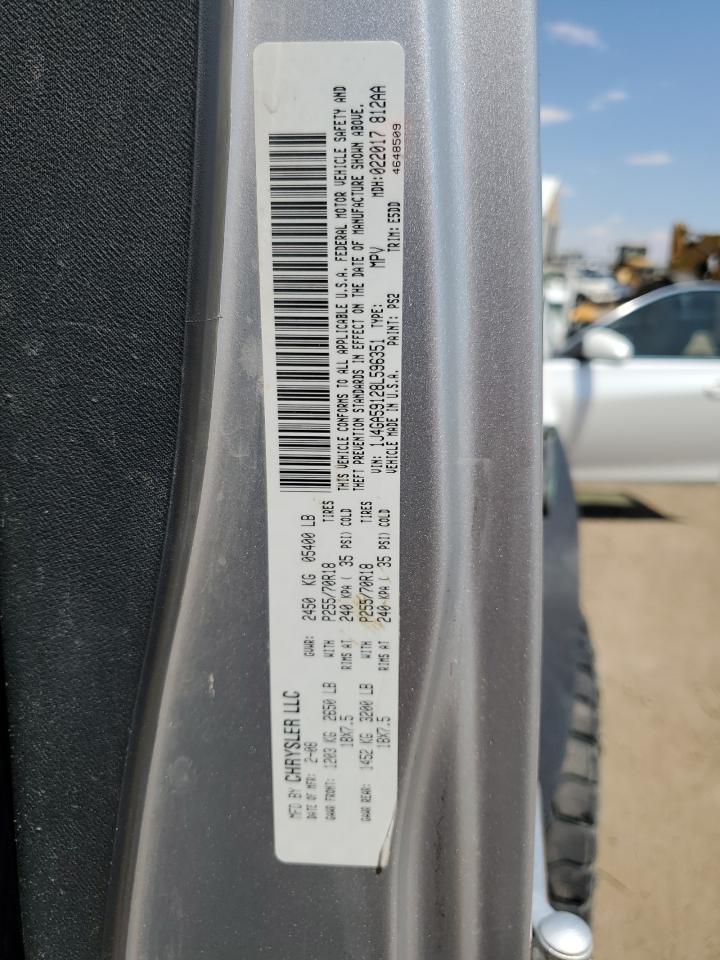 MFD BY CHRYSLER LLC
DATE OF MFR: 2-08 GVWR: 2450 KG 05400 LB
GAWR FRONT: 1203 KG 2650 LB WITH P255/70R18 TIRES
18X7.5 RIMS AT 240 KPA ( 35 PSI) COLD
GAWR REAR: 1452 KG 3200 LB WITH P255/70R18 TIRES
18X7.5 RIMS AT 240 KPA ( 35 PSI) COLD
THIS VEHICLE CONFORMS TO ALL APPLICABLE U.S.A. FEDERAL MOTOR VEHICLE SAFETY AND
THEFT PREVENTION STANDARDS IN EFFECT ON THE DATE OF MANUFACTURE SHOWN ABOVE.
VIN: 1J4GA59128L596351 TYPE: MPV MDH:022017 812AA
VEHICLE MADE IN U.S.A. PAINT: PS2 TRIM: E5DD 4648509